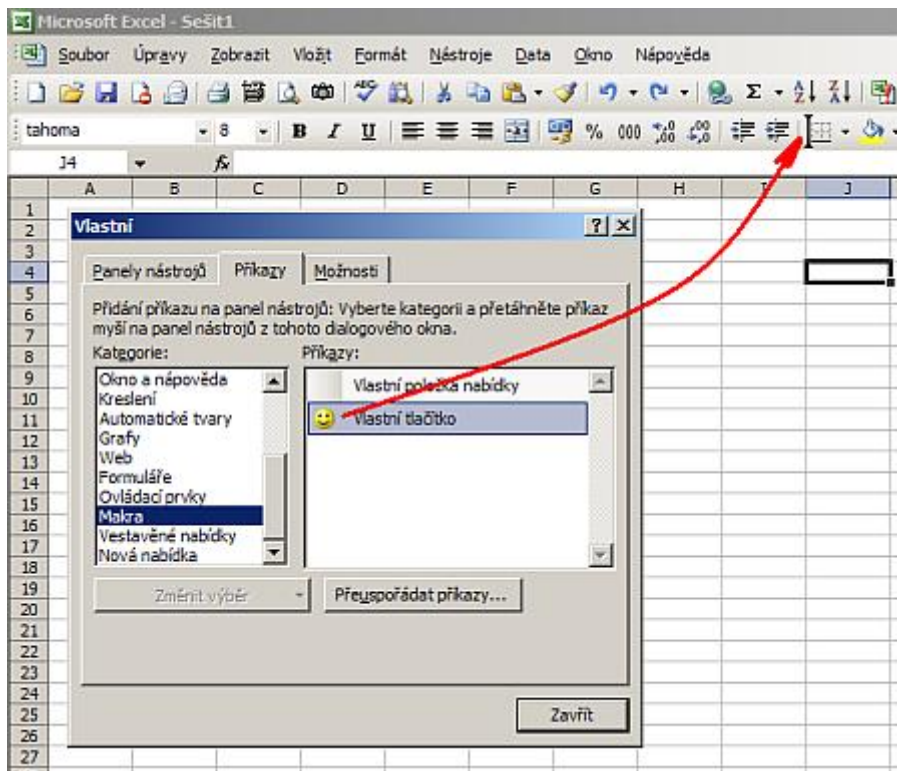 Microsoft Excel - Sešit1
Soubor Úpravy Zobrazit Vložit Formát Nástroje Data Okno Nápověda
tahoma 8 B I U % 000
J4 fx
A B C D E F G H I J
1
2
3
4
5
6
7
8
9
10
11
12
13
14
15
16
17
18
19
20
21
22
23
24
25
26
27
Vlastní
Panely nástrojů Příkazy Možnosti
Přidání příkazu na panel nástrojů: Vyberte kategorii a přetáhněte příkaz
myší na panel nástrojů z tohoto dialogového okna.
Kategorie: Příkazy:
Okno a nápověda
Kreslení
Automatické tvary
Grafy
Web
Formuláře
Ovládací prvky
Makra
Vestavěné nabídky
Nová nabídka
Vlastní položka nabídky
Vlastní tlačítko
Změnit výběr Přeuspořádat příkazy...
Zavřít